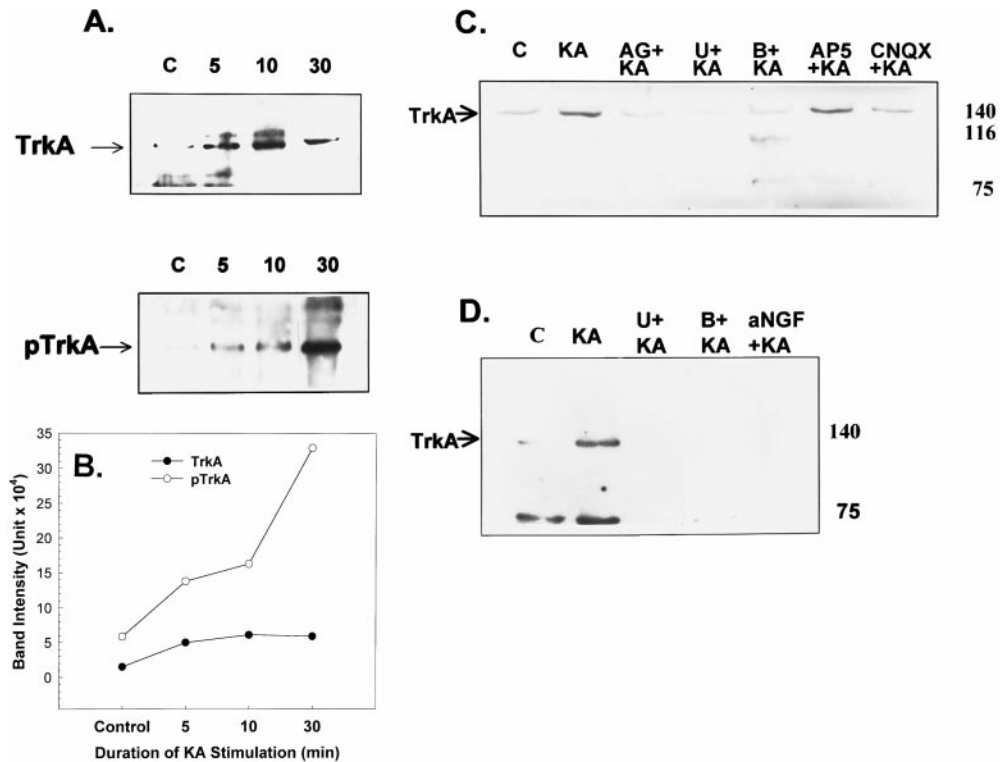 A.
C 5 10 30
TrkA
C 5 10 30
pTrkA
B.
TrkA
pTrkA
Band Intensity (Unit x 10⁴)
35
30
25
20
15
10
5
0
Control 5 10 30
Duration of KA Stimulation (min)
C.
C KA AG+ U+ B+ AP5 CNQX
KA KA KA +KA +KA
TrkA
140
116
75
D.
C KA U+ B+ aNGF
KA KA +KA
TrkA
140
75